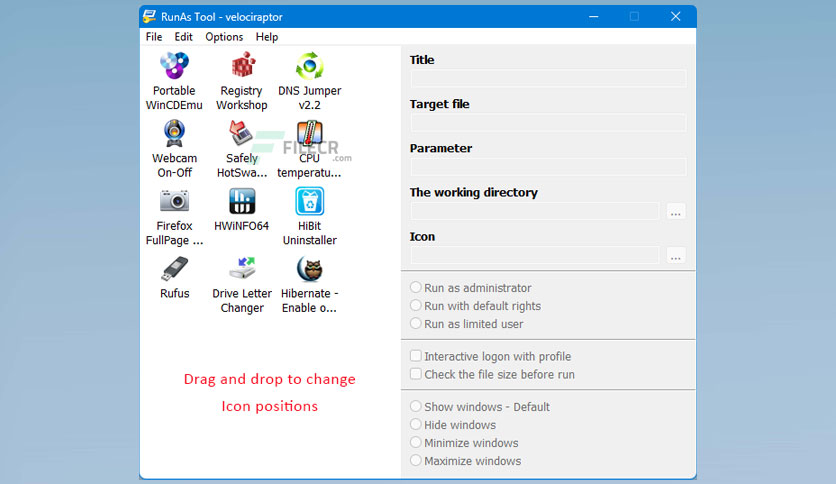 RunAs Tool - velociraptor
File Edit Options Help
Portable
WinCDEmu
Registry
Workshop
DNS Jumper
v2.2
Webcam
On-Off
Safely
HotSwa...
CPU
temperatu...
FILECR
.com
Firefox
FullPage ...
HWiNFO64
HiBit
Uninstaller
Rufus
Drive Letter
Changer
Hibernate -
Enable o...
Drag and drop to change
Icon positions
Title
Target file
Parameter
The working directory
...
Icon
...
Run as administrator
Run with default rights
Run as limited user
Interactive logon with profile
Check the file size before run
Show windows - Default
Hide windows
Minimize windows
Maximize windows